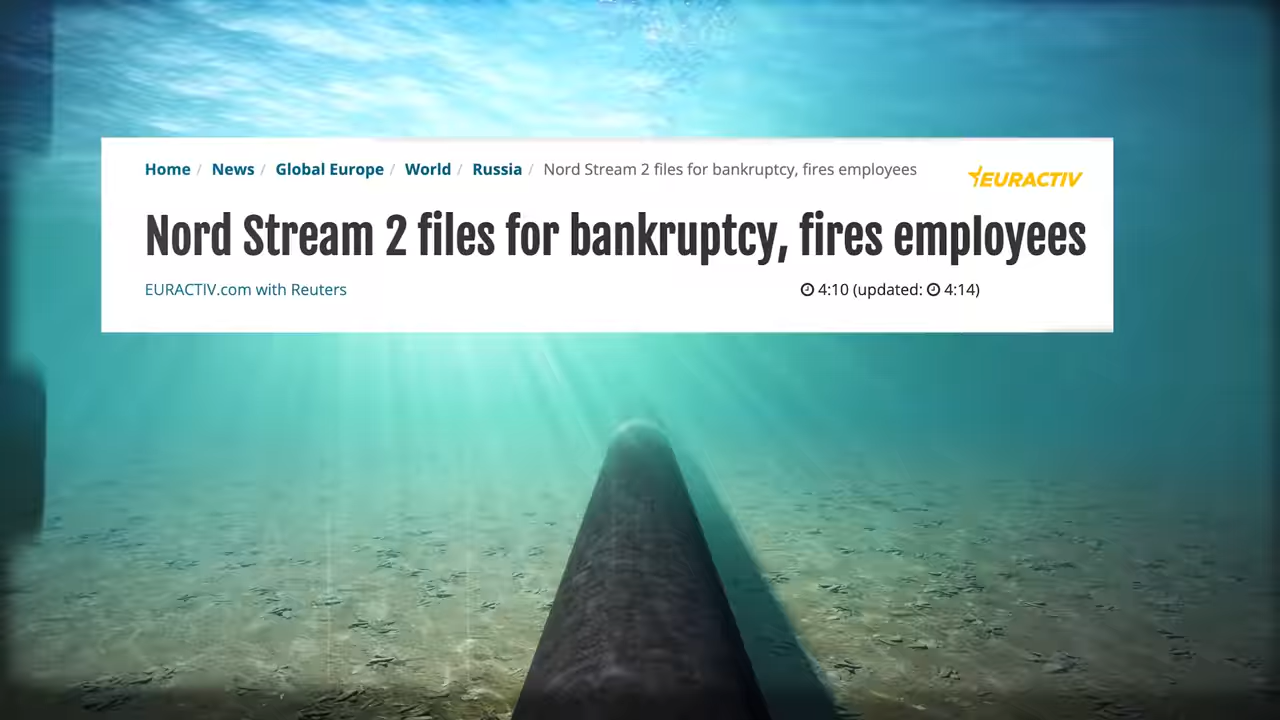 Home / News / Global Europe / World / Russia / Nord Stream 2 files for bankruptcy, fires employees
EURACTIV
Nord Stream 2 files for bankruptcy, fires employees
EURACTIV.com with Reuters
4:10 (updated: 4:14)